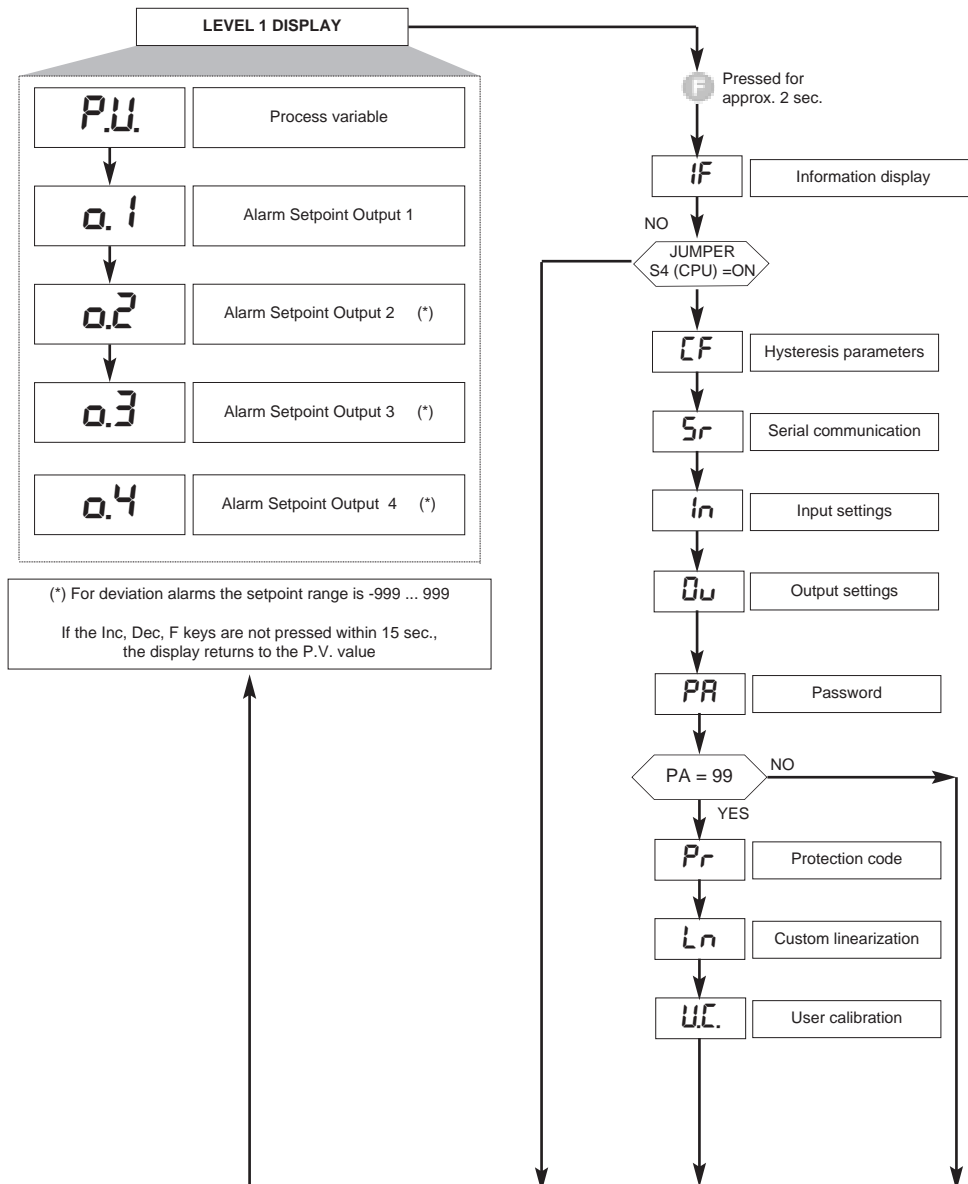 LEVEL 1 DISPLAY
P.V.
Process variable
o. 1
Alarm Setpoint Output 1
o.2
Alarm Setpoint Output 2 (*)
o.3
Alarm Setpoint Output 3 (*)
o.4
Alarm Setpoint Output 4 (*)
(*) For deviation alarms the setpoint range is -999 ... 999
If the Inc, Dec, F keys are not pressed within 15 sec.,
the display returns to the P.V. value
F
Pressed for
approx. 2 sec.
IF
Information display
NO
JUMPER
S4 (CPU) =ON
CF
Hysteresis parameters
Sr
Serial communication
In
Input settings
Ou
Output settings
PA
Password
PA = 99
NO
YES
Pr
Protection code
Ln
Custom linearization
U.C.
User calibration